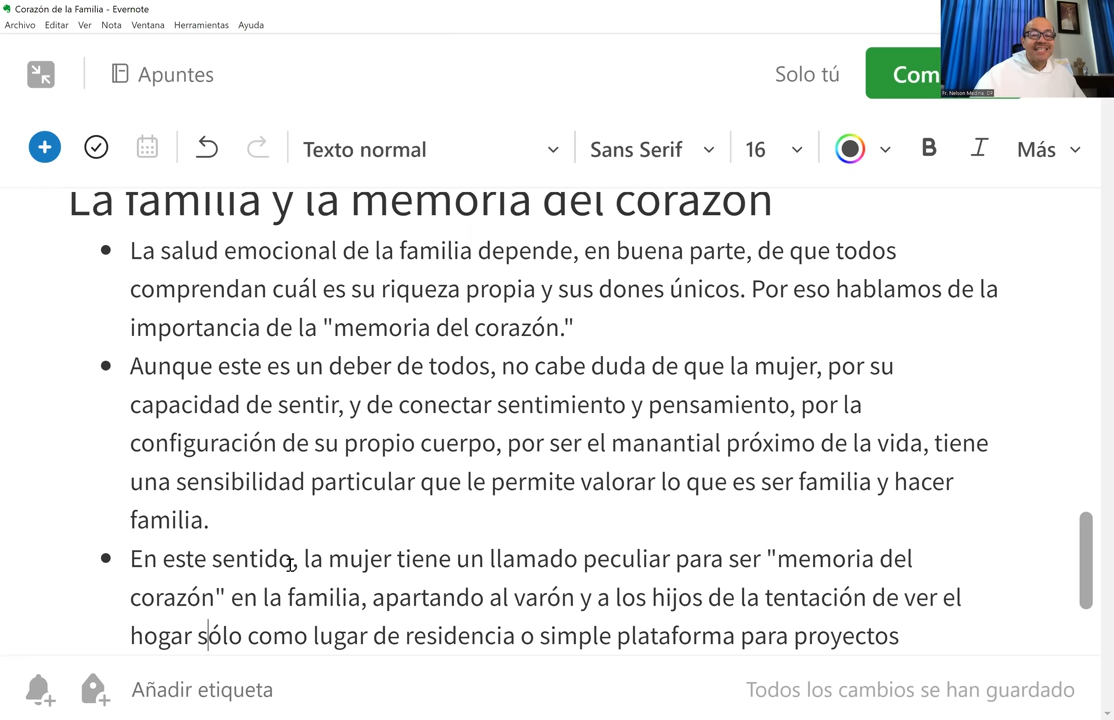 Corazón de la Familia - Evernote
Archivo Editar Ver Nota Ventana Herramientas Ayuda
Apuntes Solo tú Com
Texto normal Sans Serif 16 B I Más
Fr. Nelson Medina, OP
La familia y la memoria del corazón
• La salud emocional de la familia depende, en buena parte, de que todos
comprendan cuál es su riqueza propia y sus dones únicos. Por eso hablamos de la
importancia de la "memoria del corazón."
• Aunque este es un deber de todos, no cabe duda de que la mujer, por su
capacidad de sentir, y de conectar sentimiento y pensamiento, por la
configuración de su propio cuerpo, por ser el manantial próximo de la vida, tiene
una sensibilidad particular que le permite valorar lo que es ser familia y hacer
familia.
• En este sentido, la mujer tiene un llamado peculiar para ser "memoria del
corazón" en la familia, apartando al varón y a los hijos de la tentación de ver el
hogar sólo como lugar de residencia o simple plataforma para proyectos
Añadir etiqueta Todos los cambios se han guardado